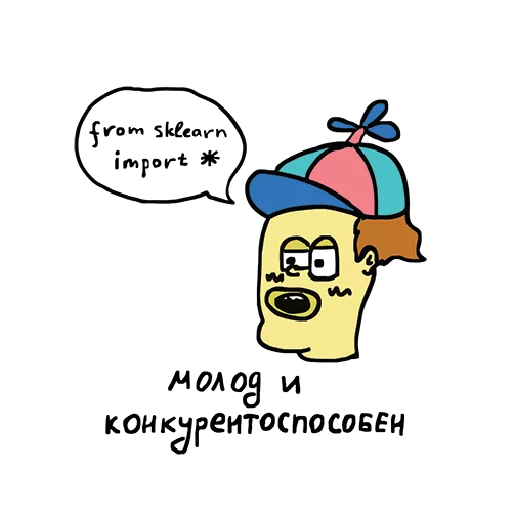 from sklearn
import *
молод и
конкурентоспособен